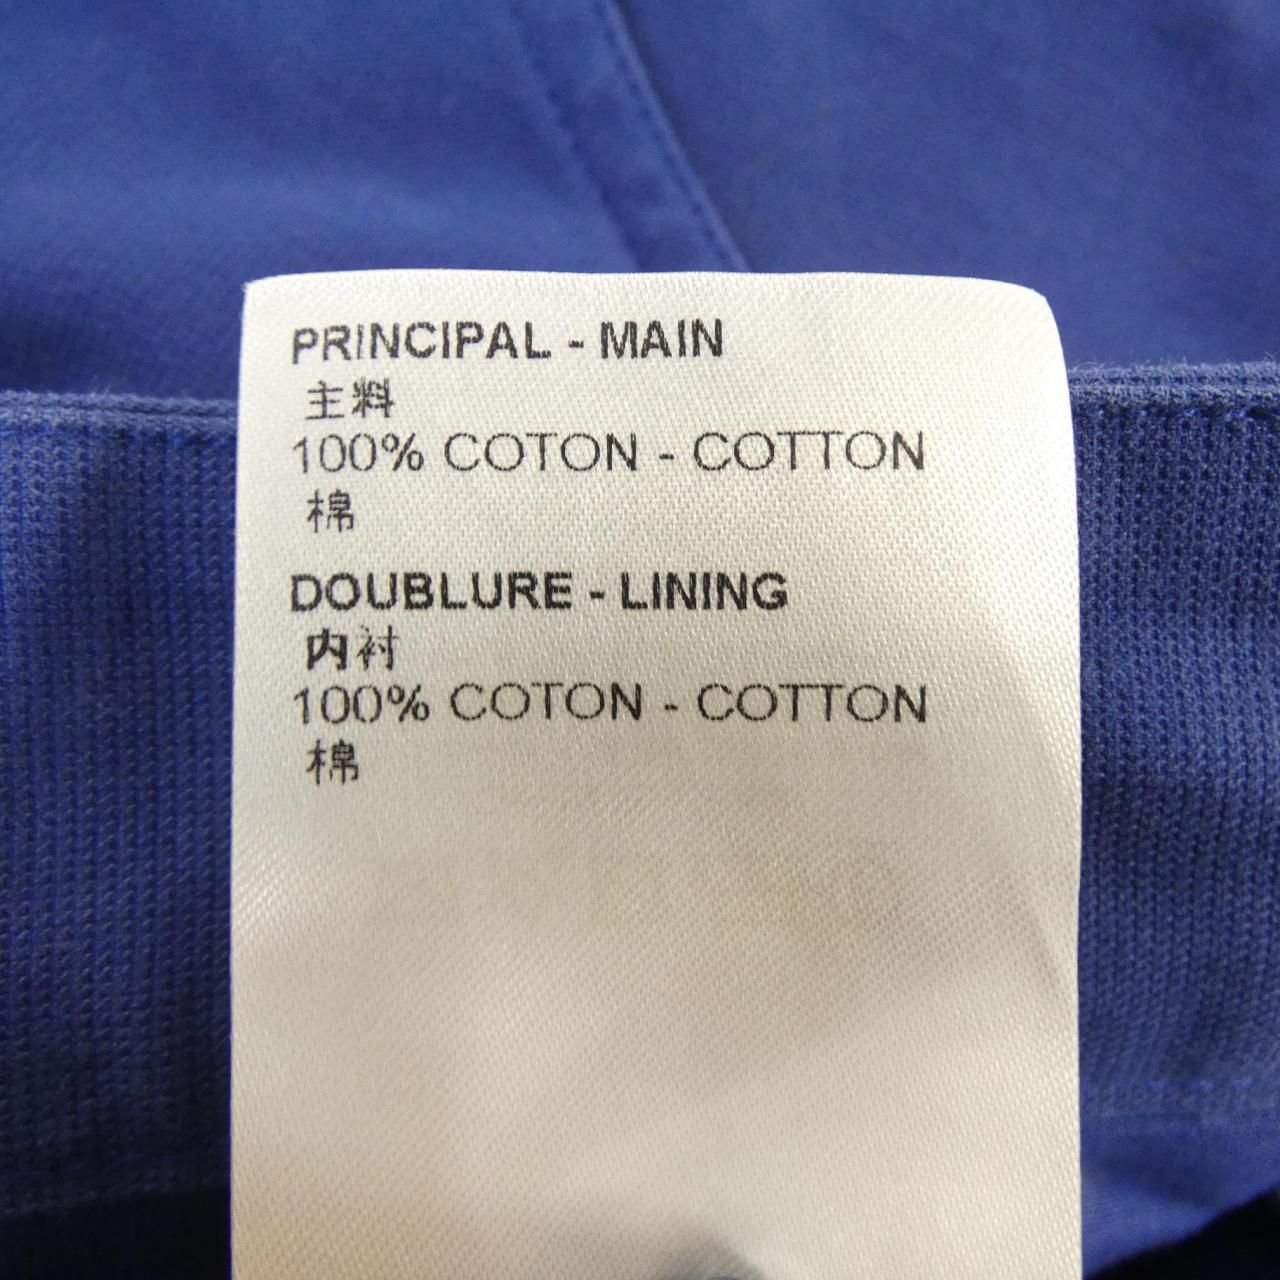 PRINCIPAL - MAIN
主料
100% COTON - COTTON
棉
DOUBLURE - LINING
内衬
100% COTON - COTTON
棉